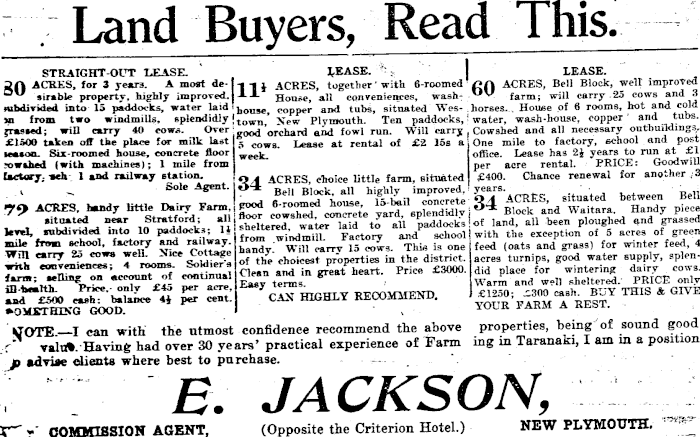 Land Buyers, Read This.
STRAIGHT-OUT LEASE.
80 ACRES, for 3 years. A most de-
sirable property, highly improved,
subdivided into 15 paddocks, water laid
on from two windmills, splendidly
grassed; will carry 40 cows. Over
£1500 taken off the place for milk last
season. Six-roomed house, concrete floor
cowshed (with machines); 1 mile from
factory, sch 1 and railway station.
Sole Agent.
72 ACRES, handy little Dairy Farm,
situated near Stratford; all
level, subdivided into 10 paddocks; 1½
mile from school, factory and railway.
Will carry 25 cows well. Nice Cottage
with conveniences; 4 rooms. Soldier's
farm; selling on account of continual
ill-health. Price, only £45 per acre,
and £500 cash: balance 4½ per cent.
SOMETHING GOOD.
LEASE.
11½ ACRES, together with 6-roomed
House, all conveniences, wash-
house, copper and tubs, situated Wes-
town, New Plymouth. Ten paddocks,
good orchard and fowl run. Will carry
5 cows. Lease at rental of £2 15s a
week.
34 ACRES, choice little farm, situated
Bell Block, all highly improved,
good 6-roomed house, 15-bail concrete
floor cowshed, concrete yard, splendidly
sheltered, water laid to all paddocks
from windmill. Factory and school
handy. Will carry 15 cows. This is one
of the choicest properties in the district.
Clean and in great heart. Price £3000.
Easy terms.
CAN HIGHLY RECOMMEND.
LEASE.
60 ACRES, Bell Block, well improved
farm; will carry 25 cows and 3
horses. House of 6 rooms, hot and cold
water, wash-house, copper and tubs.
Cowshed and all necessary outbuildings.
One mile to factory, school and post
office. Lease has 2½ years to run at £1
per acre rental. PRICE: Goodwill
£400. Chance renewal for another 3
years.
34 ACRES, situated between Bell
Block and Waitara. Handy piece
of land, all been ploughed and grassed
with the exception of 5 acres of green
feed (oats and grass) for winter feed, 4
acres turnips, good water supply, splen-
did place for wintering dairy cows.
Warm and well sheltered. PRICE only
£1250; £300 cash. BUY THIS & GIVE
YOUR FARM A REST.
NOTE.—I can with the utmost confidence recommend the above properties, being of sound good
value. Having had over 30 years' practical experience of Farming in Taranaki, I am in a position
to advise clients where best to purchase.
E. JACKSON,
COMMISSION AGENT, (Opposite the Criterion Hotel.) NEW PLYMOUTH.